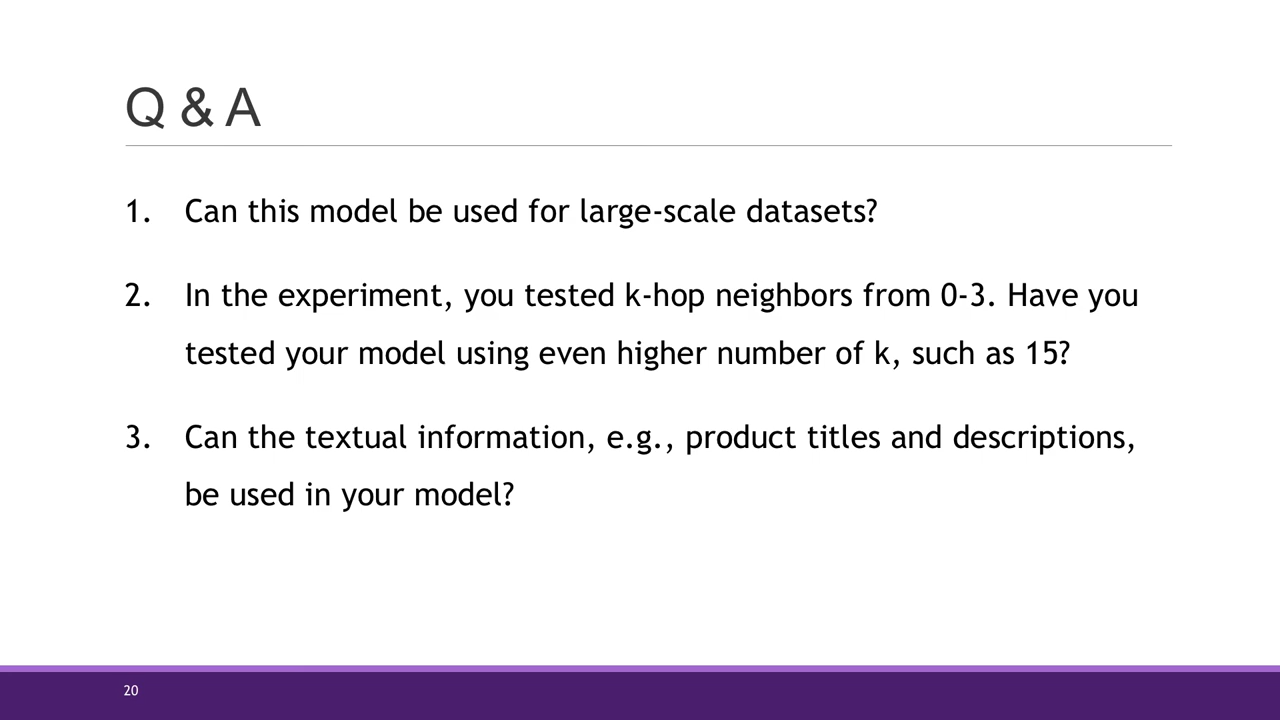 Q & A
1. Can this model be used for large-scale datasets?
2. In the experiment, you tested k-hop neighbors from 0-3. Have you
tested your model using even higher number of k, such as 15?
3. Can the textual information, e.g., product titles and descriptions,
be used in your model?
20